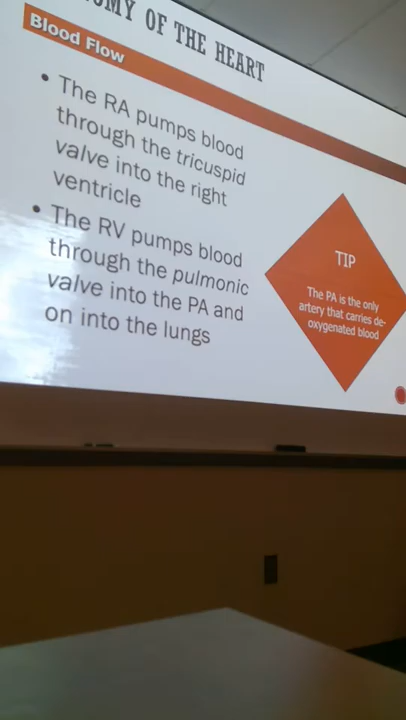 OF THE HEART
Blood Flow
• The RA pumps blood
through the tricuspid
valve into the right
ventricle
• The RV pumps blood
through the pulmonic
valve into the PA and
on into the lungs
TIP
The PA is the only
artery that carries de-
oxygenated blood